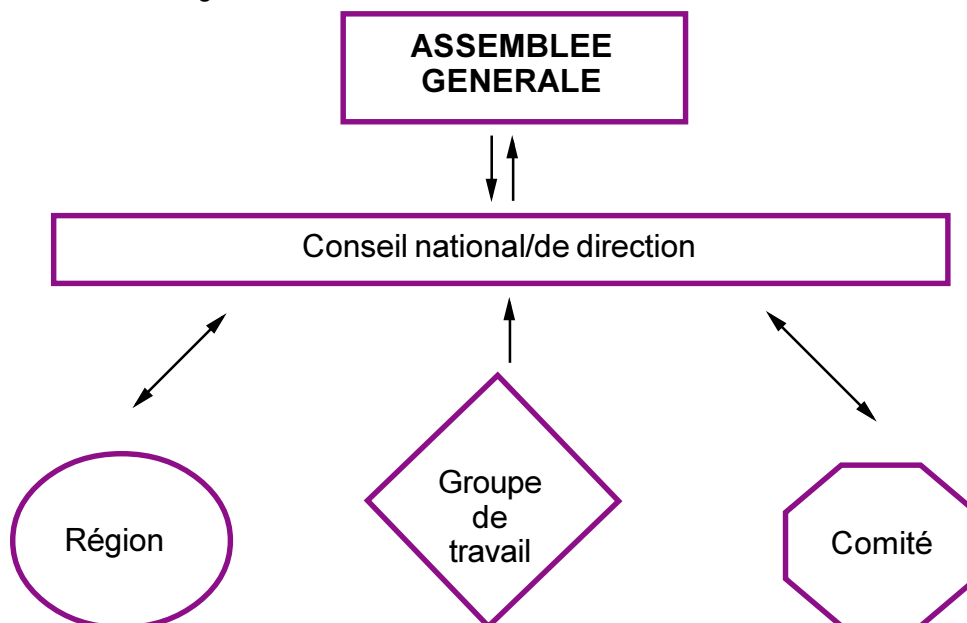 ASSEMBLEE
GENERALE
Conseil national/de direction
Groupe
de
travail
Région
Comité